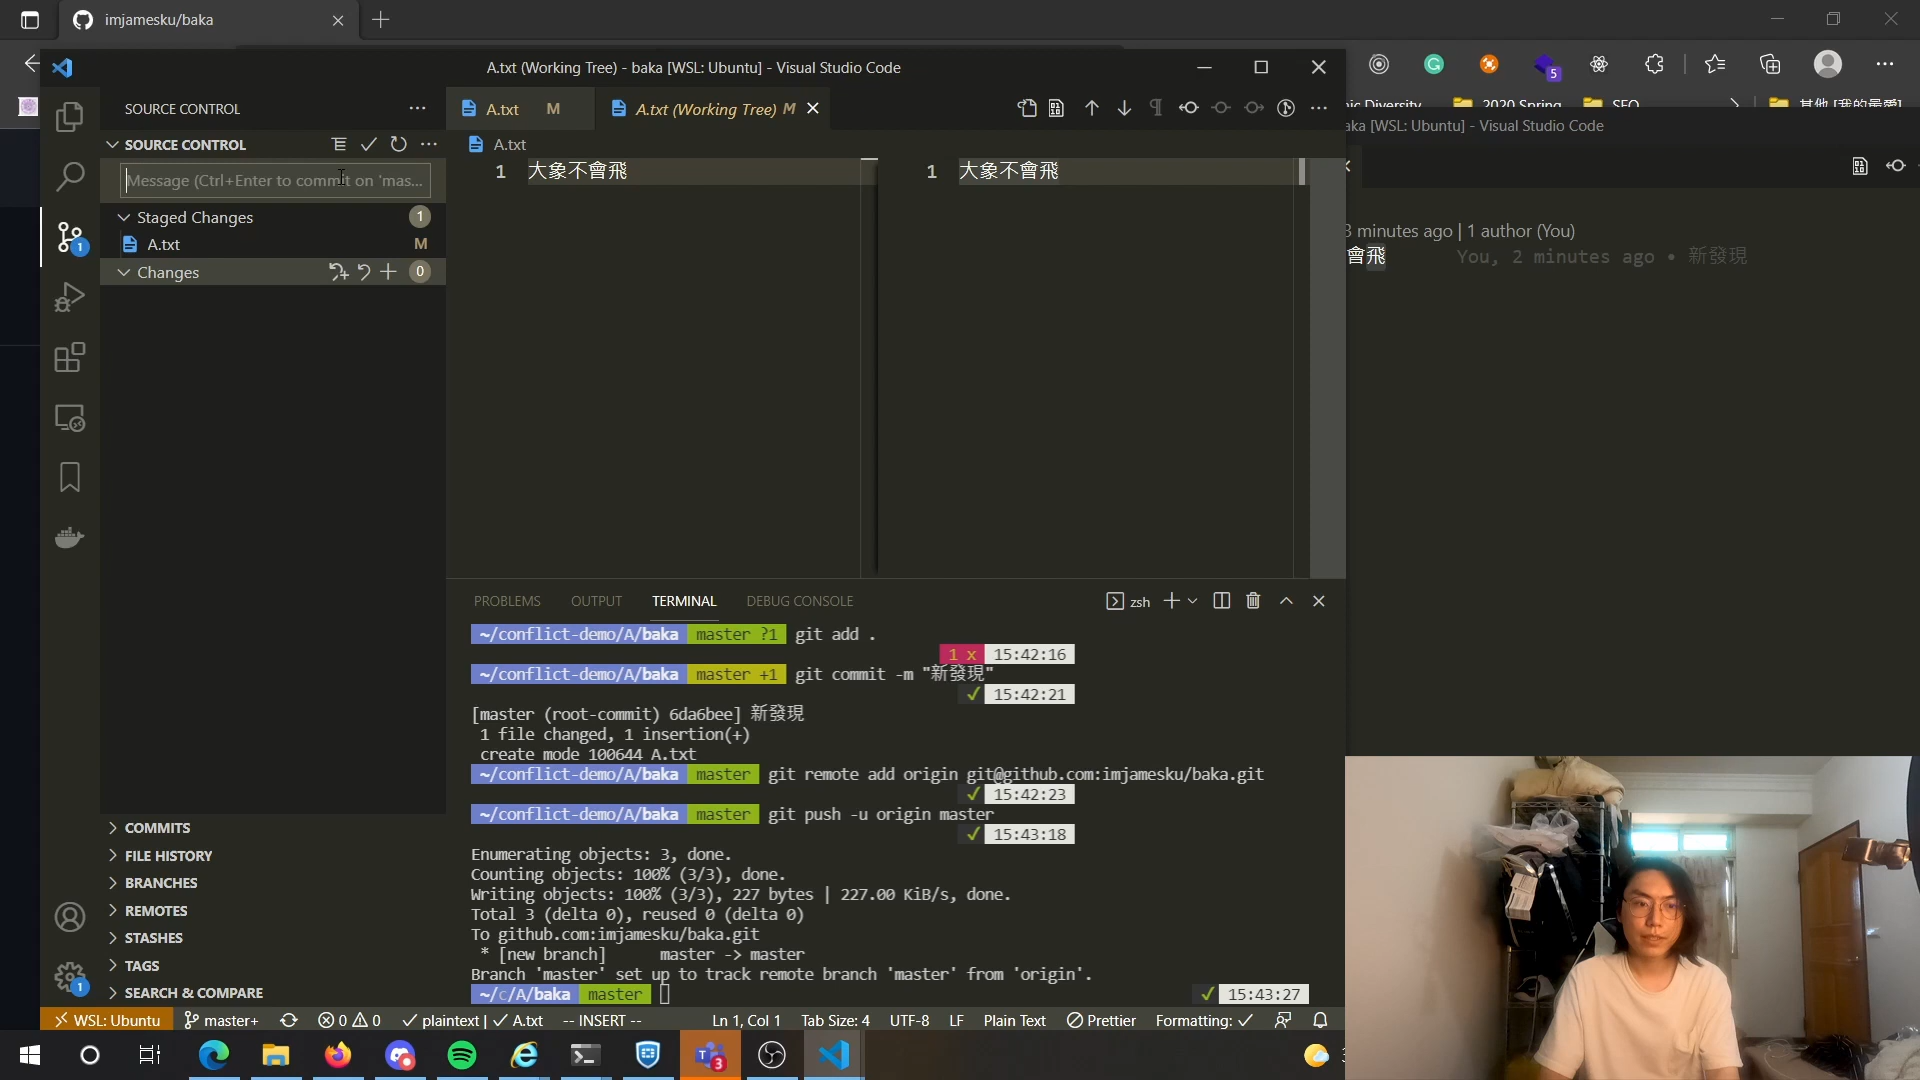 imjamesku/baka
A.txt (Working Tree) - baka [WSL: Ubuntu] - Visual Studio Code
5
SOURCE CONTROL
A.txt M
A.txt (Working Tree) M
nic Diversity
2020 Spring
SEO
其他 [我的最愛]
aka [WSL: Ubuntu] - Visual Studio Code
SOURCE CONTROL
A.txt
Message (Ctrl+Enter to commit on 'mas...
1 大象不會飛
1 大象不會飛
Staged Changes 1
A.txt M
Changes 0
1
3 minutes ago | 1 author (You)
會飛 You, 2 minutes ago • 新發現
PROBLEMS OUTPUT TERMINAL DEBUG CONSOLE
zsh
~/conflict-demo/A/baka master ?1 git add .
1 x 15:42:16
~/conflict-demo/A/baka master +1 git commit -m "新發現"
✓ 15:42:21
[master (root-commit) 6da6bee] 新發現
1 file changed, 1 insertion(+)
create mode 100644 A.txt
~/conflict-demo/A/baka master git remote add origin git@github.com:imjamesku/baka.git
✓ 15:42:23
~/conflict-demo/A/baka master git push -u origin master
✓ 15:43:18
Enumerating objects: 3, done.
Counting objects: 100% (3/3), done.
Writing objects: 100% (3/3), 227 bytes | 227.00 KiB/s, done.
Total 3 (delta 0), reused 0 (delta 0)
To github.com:imjamesku/baka.git
* [new branch] master -> master
Branch 'master' set up to track remote branch 'master' from 'origin'.
~/c/A/baka master
✓ 15:43:27
COMMITS
FILE HISTORY
BRANCHES
REMOTES
STASHES
TAGS
SEARCH & COMPARE
1
WSL: Ubuntu master+ 0 0 plaintext | ✓ A.txt -- INSERT -- Ln 1, Col 1 Tab Size: 4 UTF-8 LF Plain Text Prettier Formatting: ✓
3